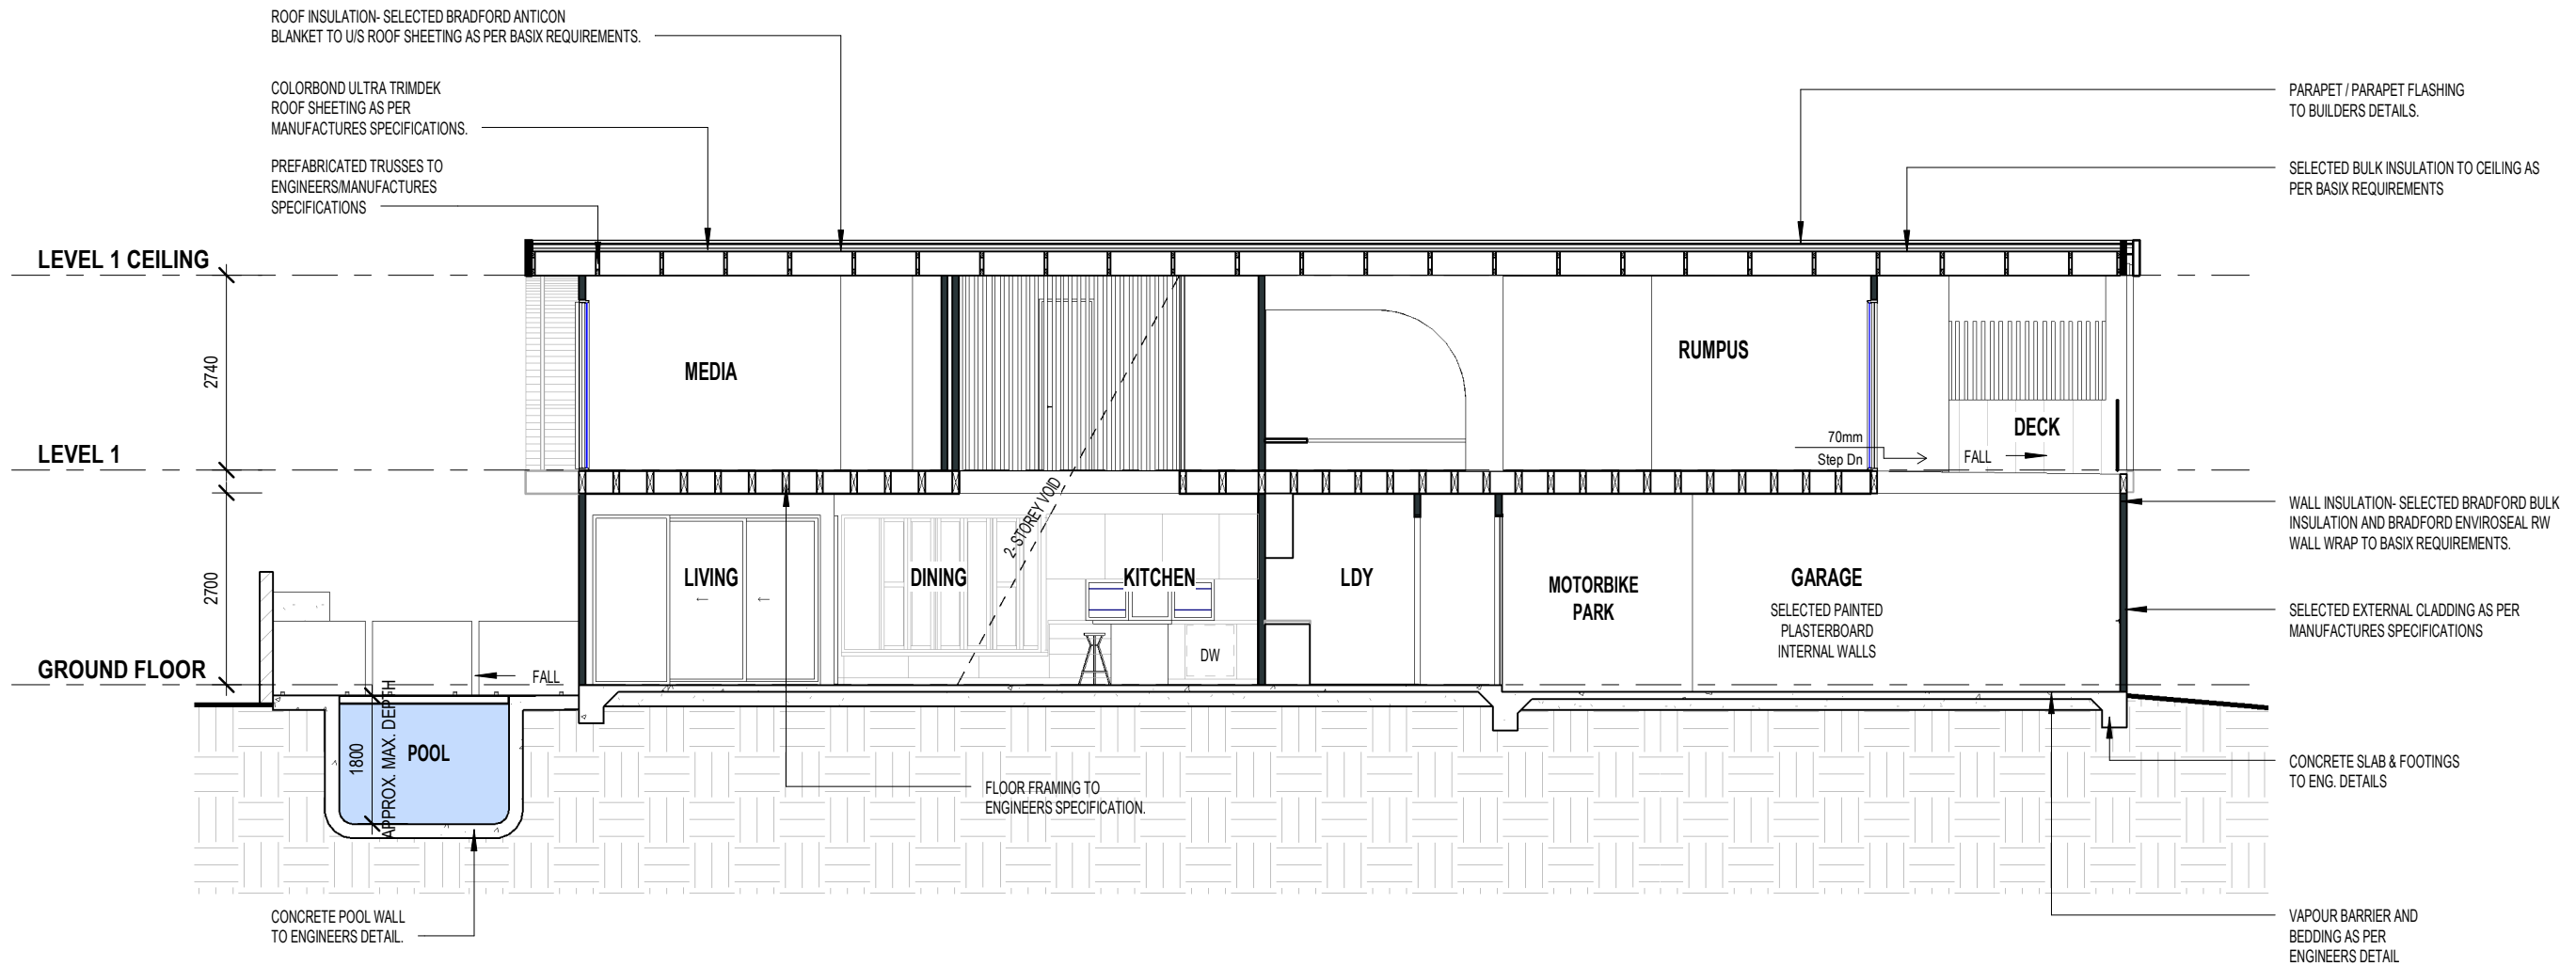 ROOF INSULATION- SELECTED BRADFORD ANTICON
BLANKET TO U/S ROOF SHEETING AS PER BASIX REQUIREMENTS.
COLORBOND ULTRA TRIMDEK
ROOF SHEETING AS PER
MANUFACTURES SPECIFICATIONS.
PREFABRICATED TRUSSES TO
ENGINEERS/MANUFACTURES
SPECIFICATIONS
PARAPET / PARAPET FLASHING
TO BUILDERS DETAILS.
SELECTED BULK INSULATION TO CEILING AS
PER BASIX REQUIREMENTS
LEVEL 1 CEILING
2740
MEDIA
RUMPUS
DECK
70mm
Step Dn
FALL
LEVEL 1
2700
2- STOREY VOID
WALL INSULATION- SELECTED BRADFORD BULK
INSULATION AND BRADFORD ENVIROSEAL RW
WALL WRAP TO BASIX REQUIREMENTS.
LIVING
DINING
KITCHEN
LDY
MOTORBIKE
PARK
GARAGE
SELECTED PAINTED
PLASTERBOARD
INTERNAL WALLS
DW
SELECTED EXTERNAL CLADDING AS PER
MANUFACTURES SPECIFICATIONS
GROUND FLOOR
FALL
POOL
1800
APPROX. MAX. DEPTH
FLOOR FRAMING TO
ENGINEERS SPECIFICATION.
CONCRETE SLAB & FOOTINGS
TO ENG. DETAILS
CONCRETE POOL WALL
TO ENGINEERS DETAIL.
VAPOUR BARRIER AND
BEDDING AS PER
ENGINEERS DETAIL